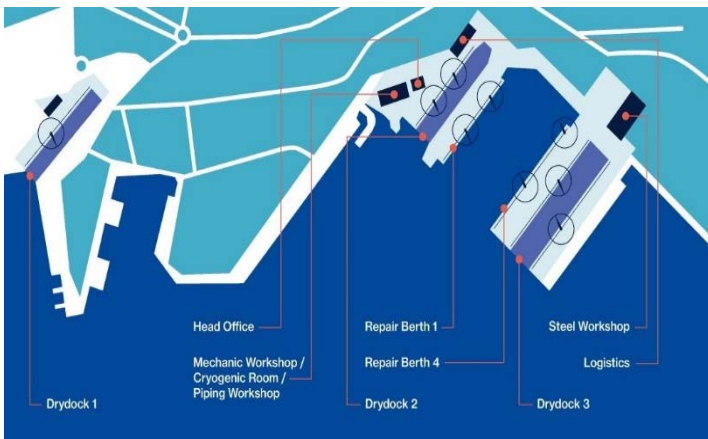 Head Office
Repair Berth 1
Steel Workshop
Mechanic Workshop /
Cryogenic Room /
Piping Workshop
Repair Berth 4
Logistics
Drydock 1
Drydock 2
Drydock 3